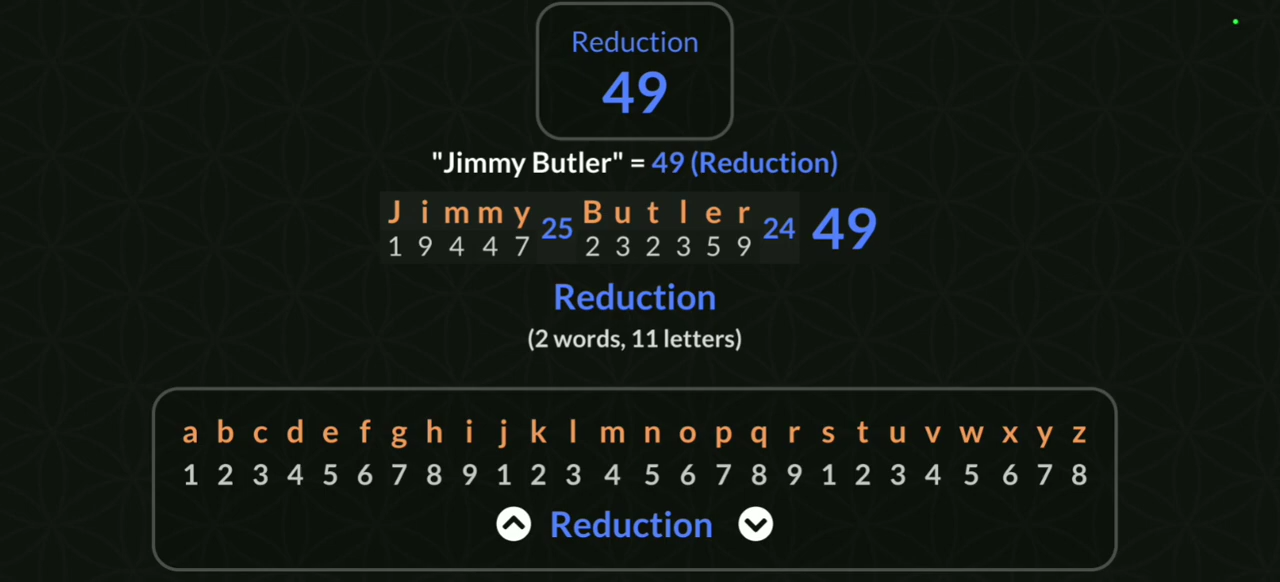 Reduction
49
"Jimmy Butler" = 49 (Reduction)
J i m m y 25 B u t l e r 24 49
1 9 4 4 7 2 3 2 3 5 9
Reduction
(2 words, 11 letters)
a b c d e f g h i j k l m n o p q r s t u v w x y z
1 2 3 4 5 6 7 8 9 1 2 3 4 5 6 7 8 9 1 2 3 4 5 6 7 8
Reduction